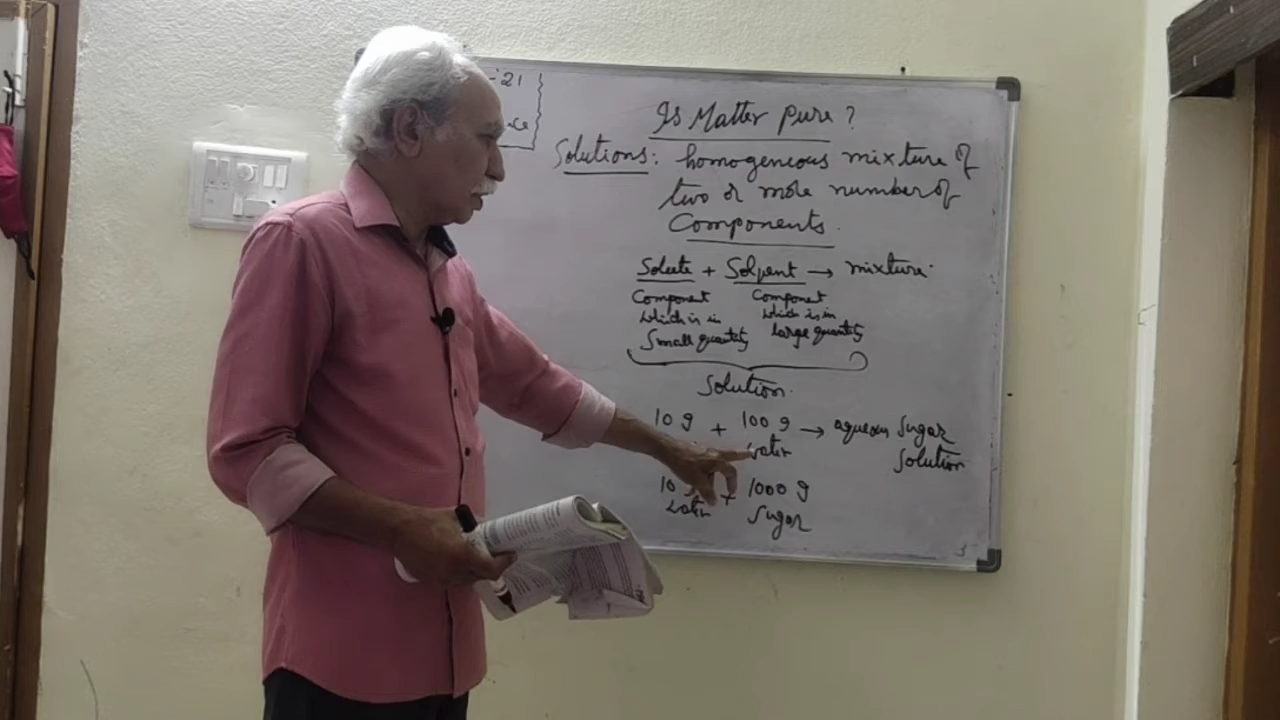 -'21
Is Matter Pure?
Solutions: homogeneous mixture of
two or more number of
Components.
Solute + Solvent → mixture.
Component Component
which is in which is in
Small quantity large quantity
Solution.
10 g + 100 g → aqueous Sugar
water Solution
10 + 1000 g
water Sugar